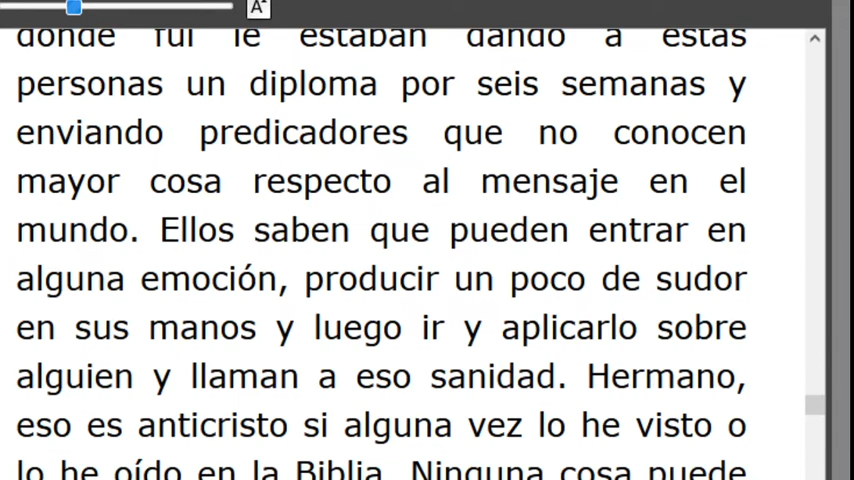 A
donde fui le estaban dando a estas
personas un diploma por seis semanas y
enviando predicadores que no conocen
mayor cosa respecto al mensaje en el
mundo. Ellos saben que pueden entrar en
alguna emoción, producir un poco de sudor
en sus manos y luego ir y aplicarlo sobre
alguien y llaman a eso sanidad. Hermano,
eso es anticristo si alguna vez lo he visto o
lo he oído en la Biblia. Ninguna cosa puede